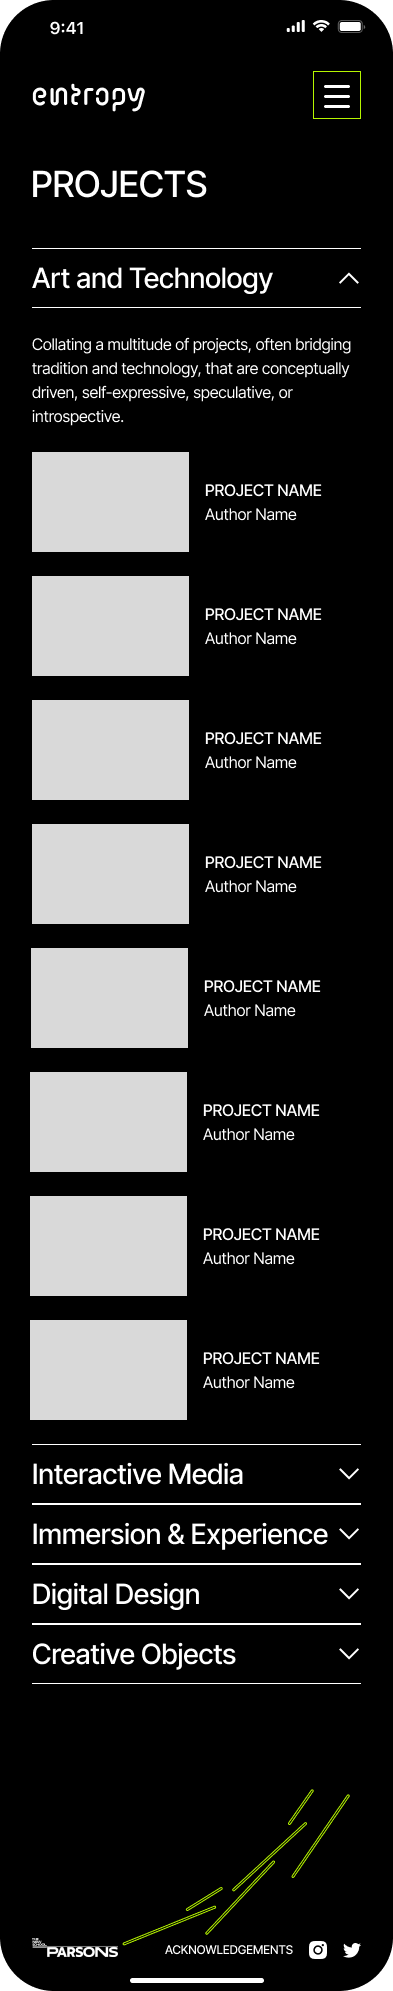 9:41
entropy
PROJECTS
Art and Technology
Collating a multitude of projects, often bridging
tradition and technology, that are conceptually
driven, self-expressive, speculative, or
introspective.
PROJECT NAME
Author Name
PROJECT NAME
Author Name
PROJECT NAME
Author Name
PROJECT NAME
Author Name
PROJECT NAME
Author Name
PROJECT NAME
Author Name
PROJECT NAME
Author Name
PROJECT NAME
Author Name
Interactive Media
Immersion & Experience
Digital Design
Creative Objects
PARSONS
ACKNOWLEDGEMENTS